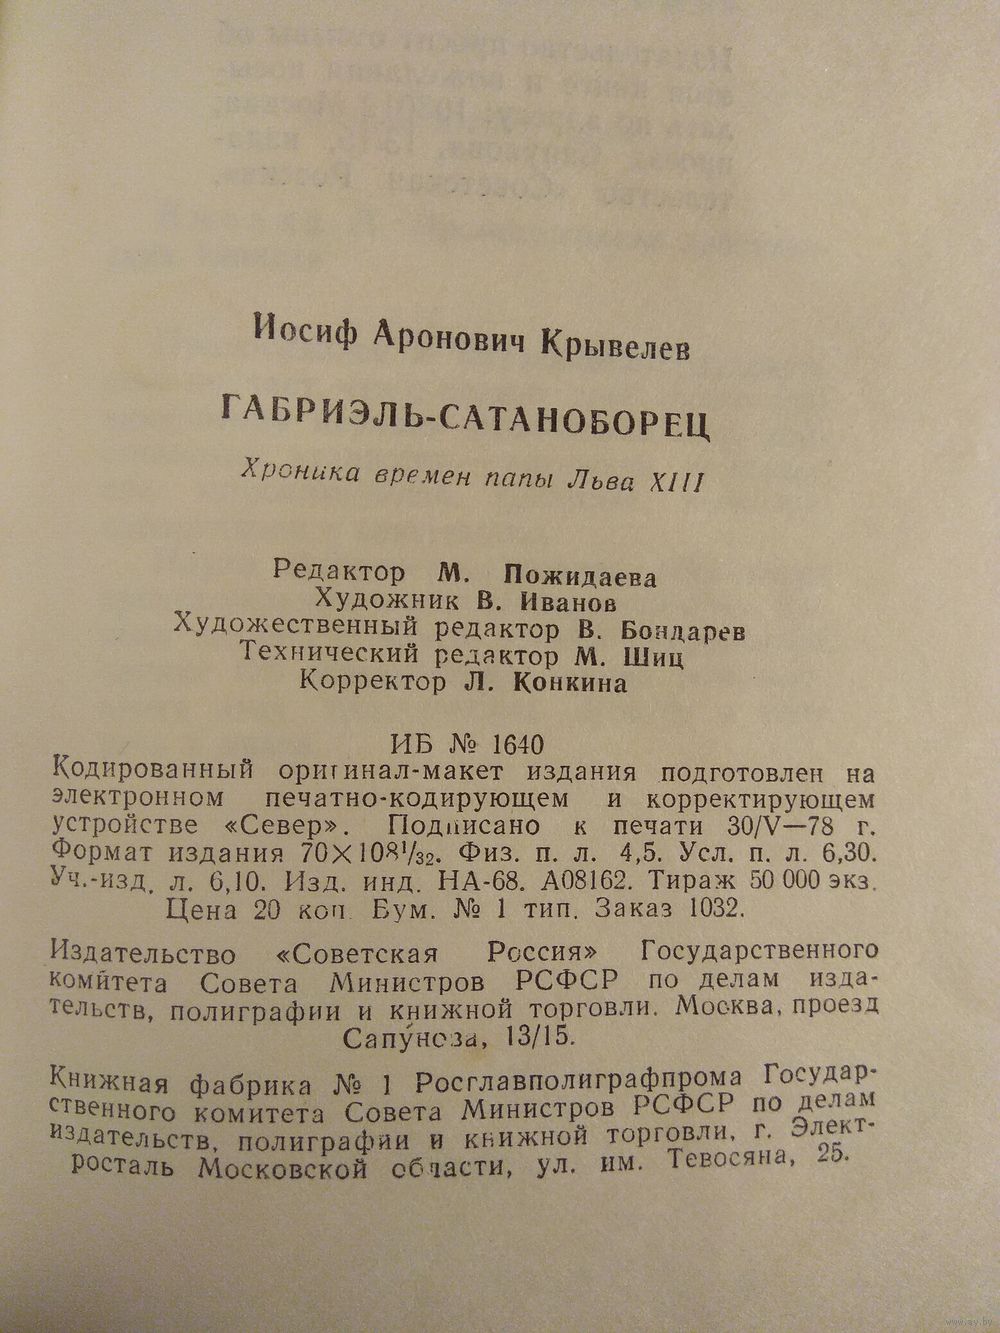 Иосиф Аронович Крывелев
ГАБРИЭЛЬ-САТАНОБОРЕЦ
Хроника времен папы Льва XIII
Редактор М. Пожидаева
Художник В. Иванов
Художественный редактор В. Бондарев
Технический редактор М. Шиц
Корректор Л. Конкина
ИБ № 1640
Кодированный оригинал-макет издания подготовлен на
электронном печатно-кодирующем и корректирующем
устройстве «Север». Подписано к печати 30/V—78 г.
Формат издания 70×108¹/₃₂. Физ. п. л. 4,5. Усл. п. л. 6,30.
Уч.-изд. л. 6,10. Изд. инд. НА-68. А08162. Тираж 50 000 экз.
Цена 20 коп. Бум. № 1 тип. Заказ 1032.
Издательство «Советская Россия» Государственного
комитета Совета Министров РСФСР по делам изда-
тельств, полиграфии и книжной торговли. Москва, проезд
Сапунова, 13/15.
Книжная фабрика № 1 Росглавполиграфпрома Государ-
ственного комитета Совета Министров РСФСР по делам
издательств, полиграфии и книжной торговли, г. Элект-
росталь Московской области, ул. им. Тевосяна, 25.
www.ay.by